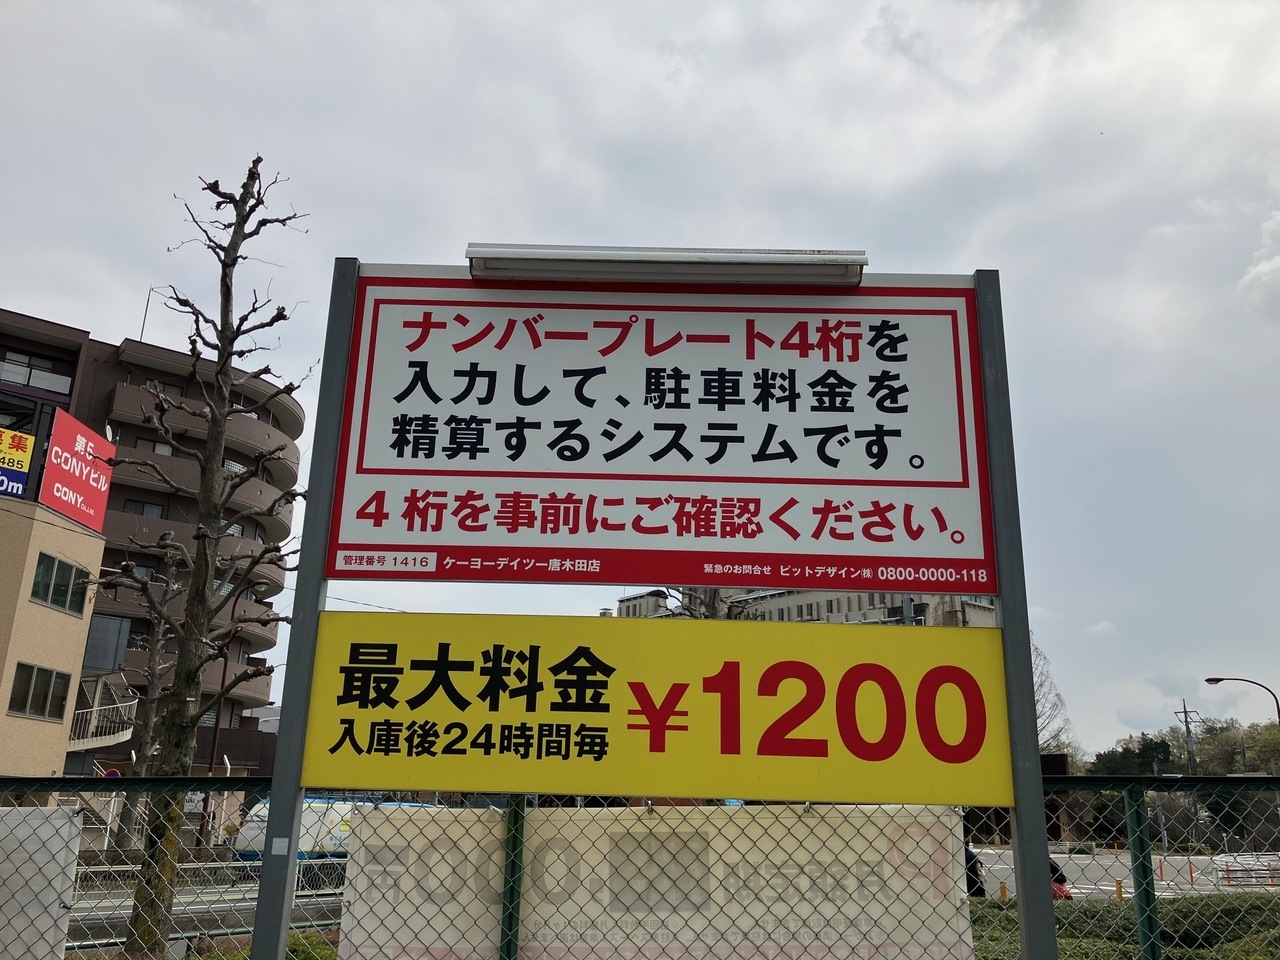 ナンバープレート4桁を
入力して、駐車料金を
精算するシステムです。
4桁を事前にご確認ください。
管理番号 1416 ケーヨーデイツー唐木田店
緊急のお問合せ ピットデザイン㈱ 0800-0000-118
最大料金
入庫後24時間毎
¥1200
第5
CONYビル
CONY Co.,Ltd.
募集
485
0m